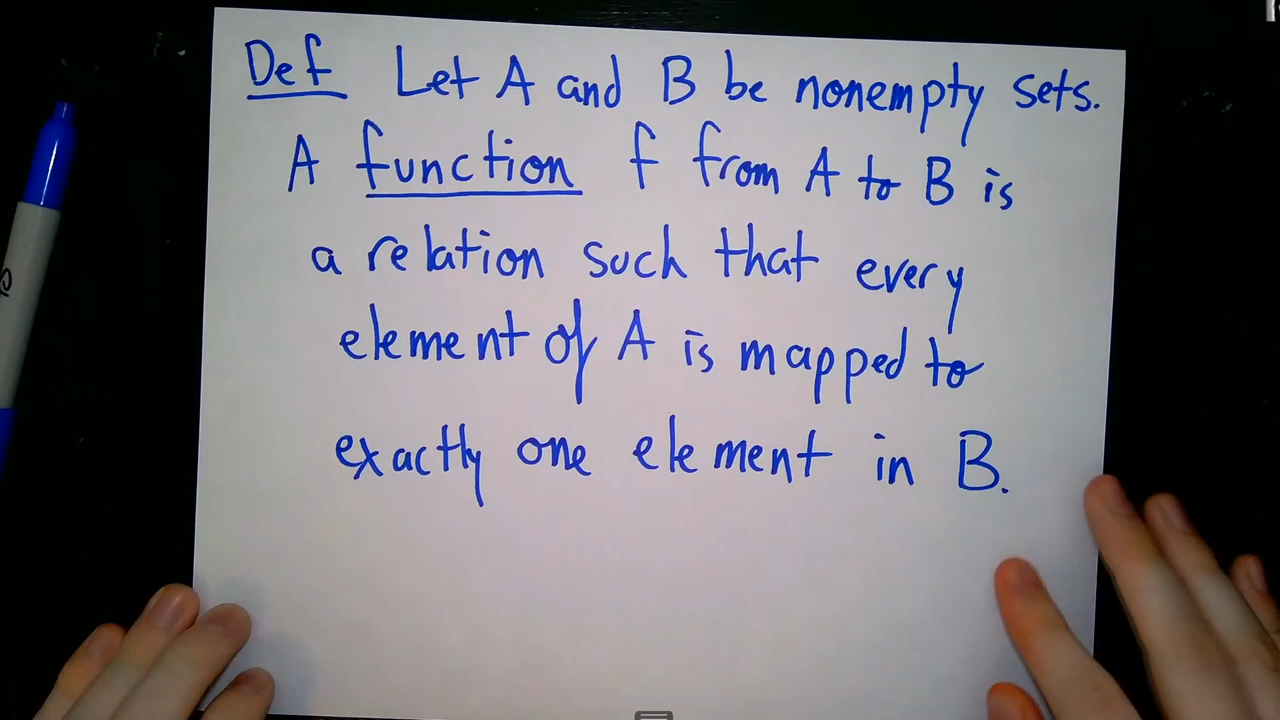 Def Let A and B be nonempty sets.
A function f from A to B is
a relation such that every
element of A is mapped to
exactly one element in B.